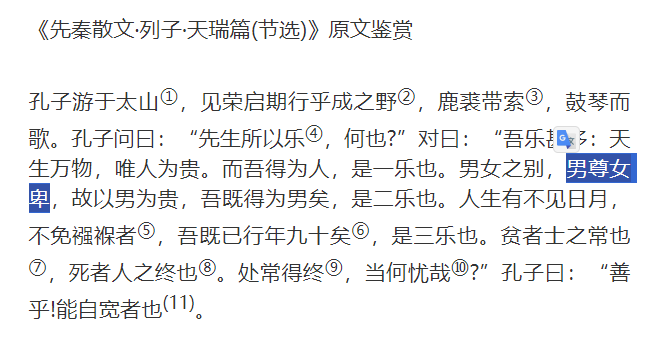 《先秦散文·列子·天瑞篇(节选)》原文鉴赏
孔子游于太山①，见荣启期行乎成之野②，鹿裘带索③，鼓琴而
歌。孔子问曰：“先生所以乐④，何也?”对曰：“吾乐甚多：天
生万物，唯人为贵。而吾得为人，是一乐也。男女之别，男尊女
卑，故以男为贵，吾既得为男矣，是二乐也。人生有不见日月，
不免襁褓者⑤，吾既已行年九十矣⑥，是三乐也。贫者士之常也
⑦，死者人之终也⑧。处常得终⑨，当何忧哉⑩?”孔子曰：“善
乎!能自宽者也(11)。